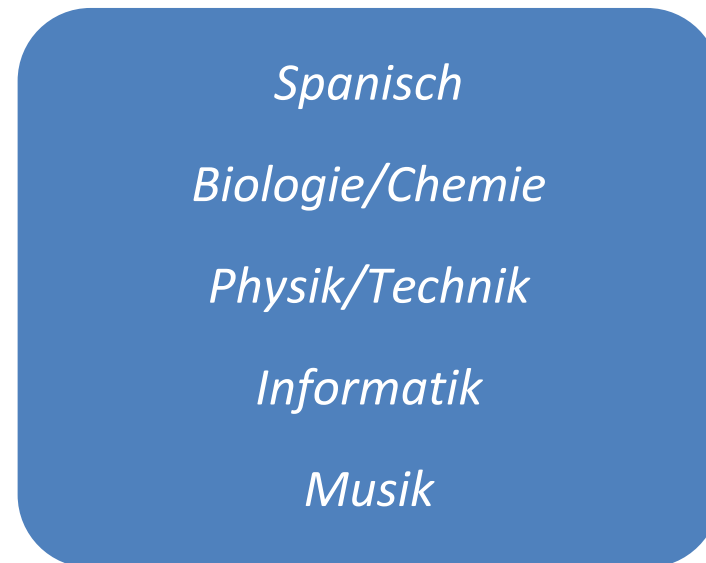 Spanisch
Biologie/Chemie
Physik/Technik
Informatik
Musik